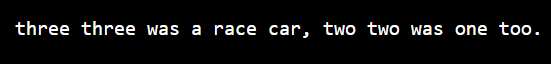 three three was a race car, two two was one too.